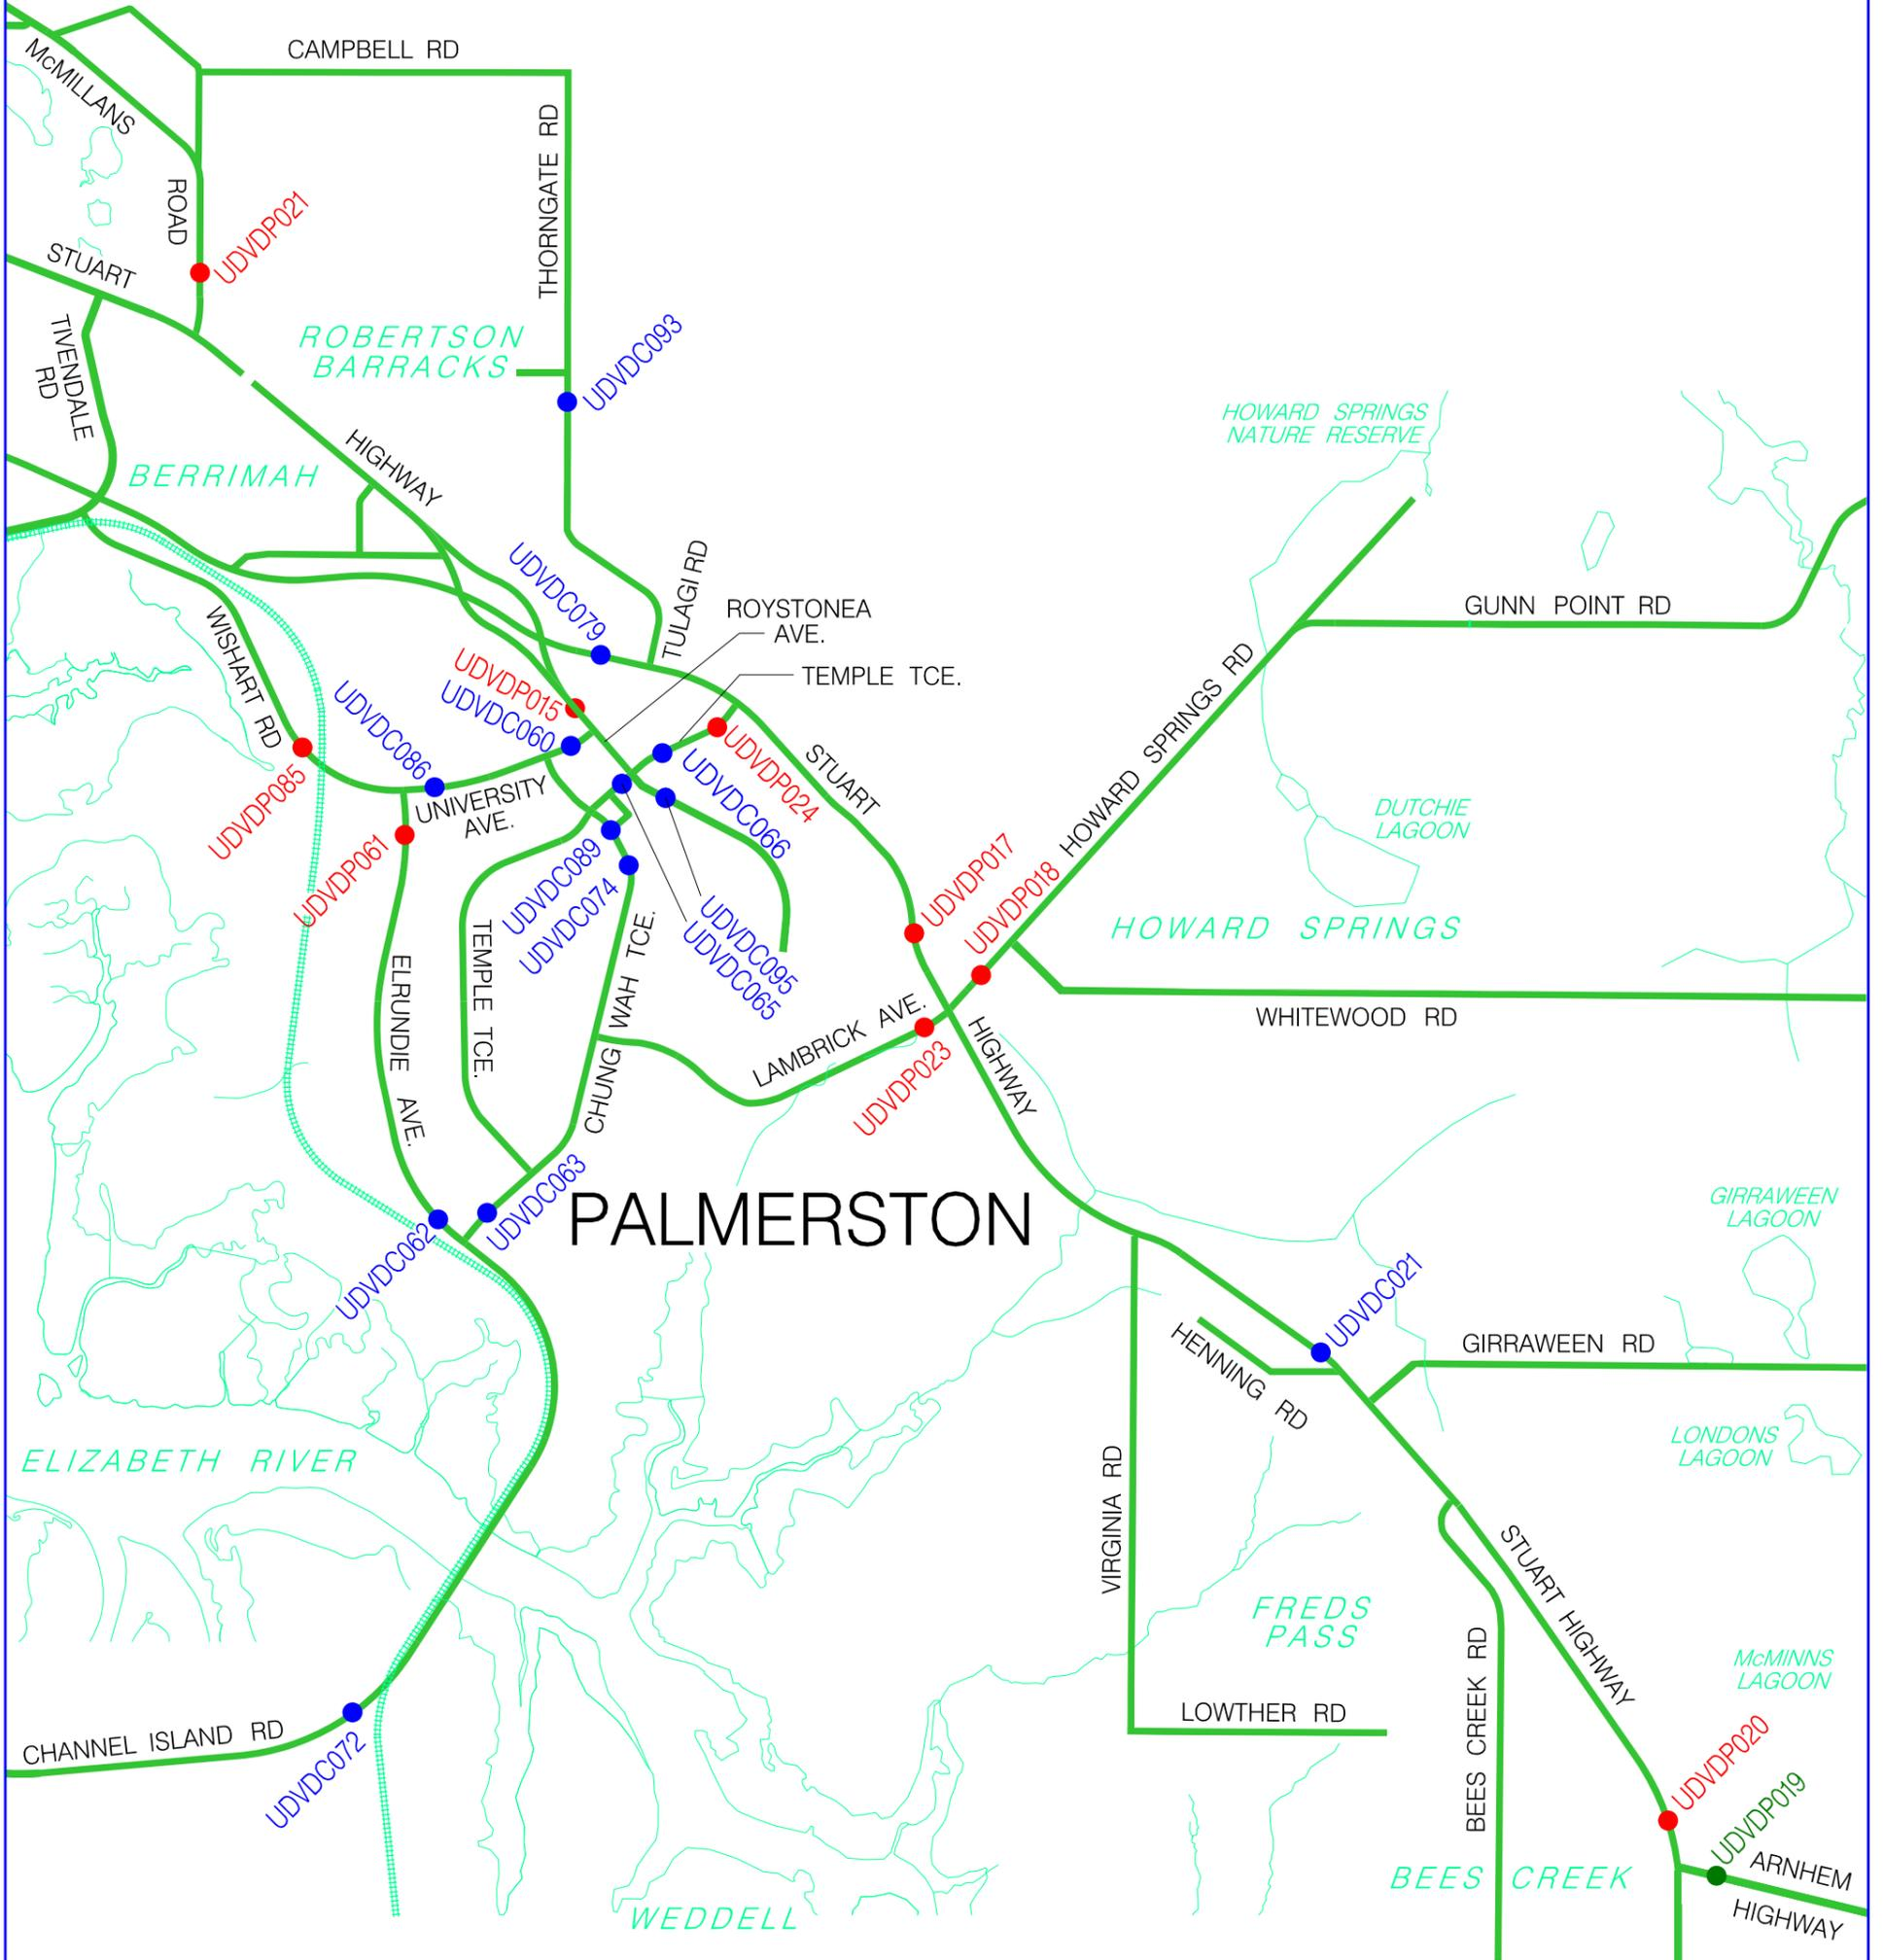 CAMPBELL RD
McMILLANS
THORNGATE RD
ROAD
UDVDP021
STUART
TIVENDALE
RD
ROBERTSON
BARRACKS
UDVDC093
HOWARD SPRINGS
NATURE RESERVE
HIGHWAY
BERRIMAH
UDVDC079
TULAGI RD
ROYSTONEA
AVE.
GUNN POINT RD
WISHART RD
UDVDP015
TEMPLE TCE.
UDVDC060
HOWARD SPRINGS RD
UDVDC086
UDVDP024
STUART
UDVDC066
UNIVERSITY
AVE.
DUTCHIE
LAGOON
UDVDP085
UDVDP061
UDVDC089
UDVDC074
UDVDP017
UDVDP018
HOWARD SPRINGS
UDVDC095
UDVDC065
TEMPLE TCE.
CHUNG WAH TCE.
ELRUNDIE AVE.
LAMBRICK AVE.
WHITEWOOD RD
HIGHWAY
UDVDP023
UDVDC063
PALMERSTON
GIRRAWEEN
LAGOON
UDVDC062
UDVDC021
GIRRAWEEN RD
HENNING RD
ELIZABETH RIVER
LONDONS
LAGOON
VIRGINIA RD
STUART HIGHWAY
FREDS
PASS
BEES CREEK RD
McMINNS
LAGOON
LOWTHER RD
CHANNEL ISLAND RD
UDVDC072
UDVDP020
UDVDP019
ARNHEM
HIGHWAY
BEES CREEK
WEDDELL